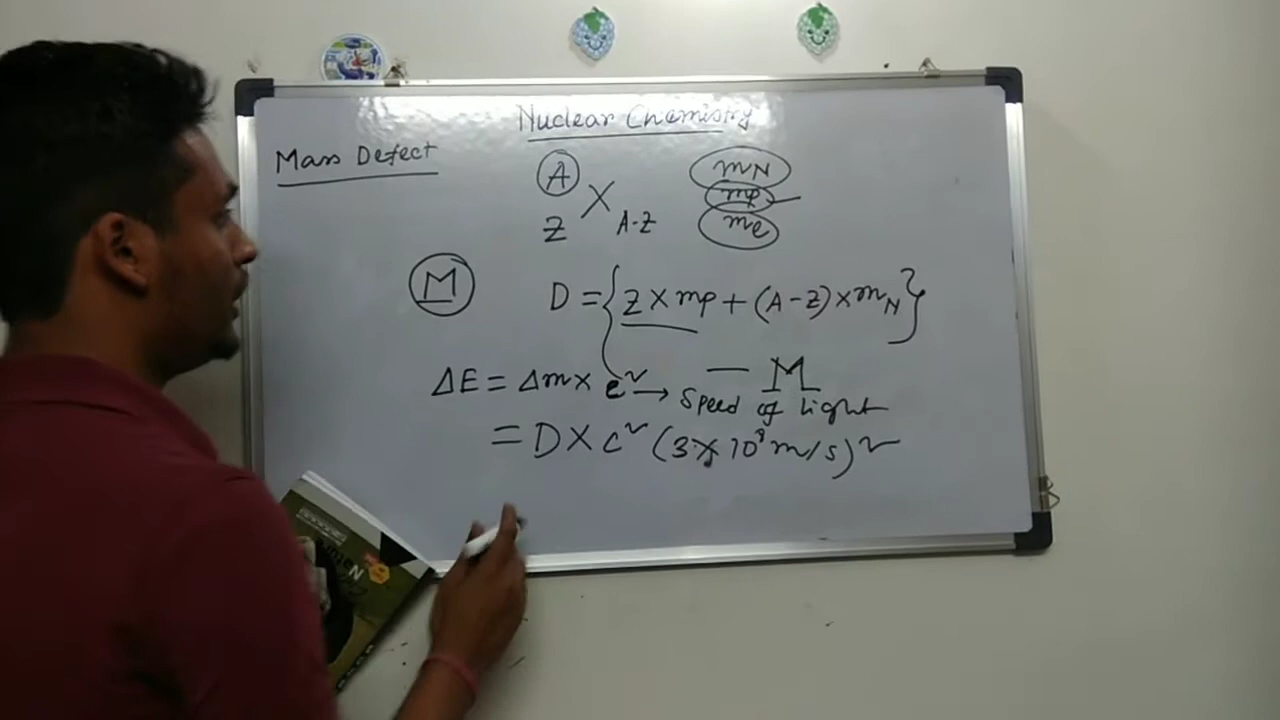 Nuclear Chemistry
Mass Defect
A
X
Z
A-Z
mN
mp
me
M
D = { Z × mp + (A-Z) × mN }
— M
ΔE = Δm × c² → Speed of Light
= D × c² (3 × 10⁸ m/s)²